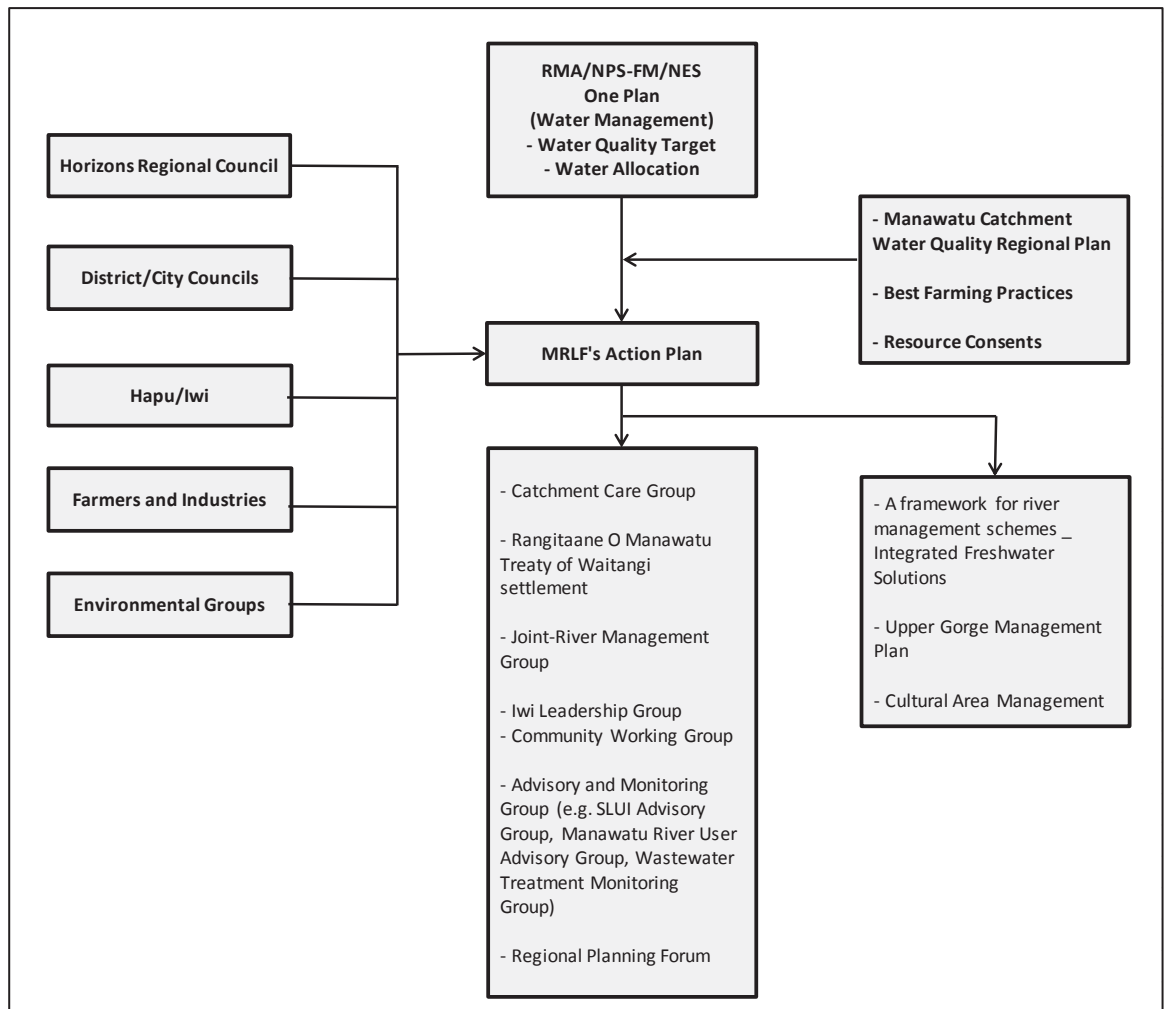 RMA/NPS-FM/NES
One Plan
(Water Management)
- Water Quality Target
- Water Allocation
Horizons Regional Council
District/City Councils
Hapu/Iwi
Farmers and Industries
Environmental Groups
- Manawatu Catchment
Water Quality Regional Plan
- Best Farming Practices
- Resource Consents
MRLF's Action Plan
- Catchment Care Group
- Rangitaane O Manawatu
Treaty of Waitangi
settlement
- Joint-River Management
Group
- Iwi Leadership Group
- Community Working Group
- Advisory and Monitoring
Group (e.g. SLUI Advisory
Group, Manawatu River User
Advisory Group, Wastewater
Treatment Monitoring
Group)
- Regional Planning Forum
- A framework for river
management schemes _
Integrated Freshwater
Solutions
- Upper Gorge Management
Plan
- Cultural Area Management